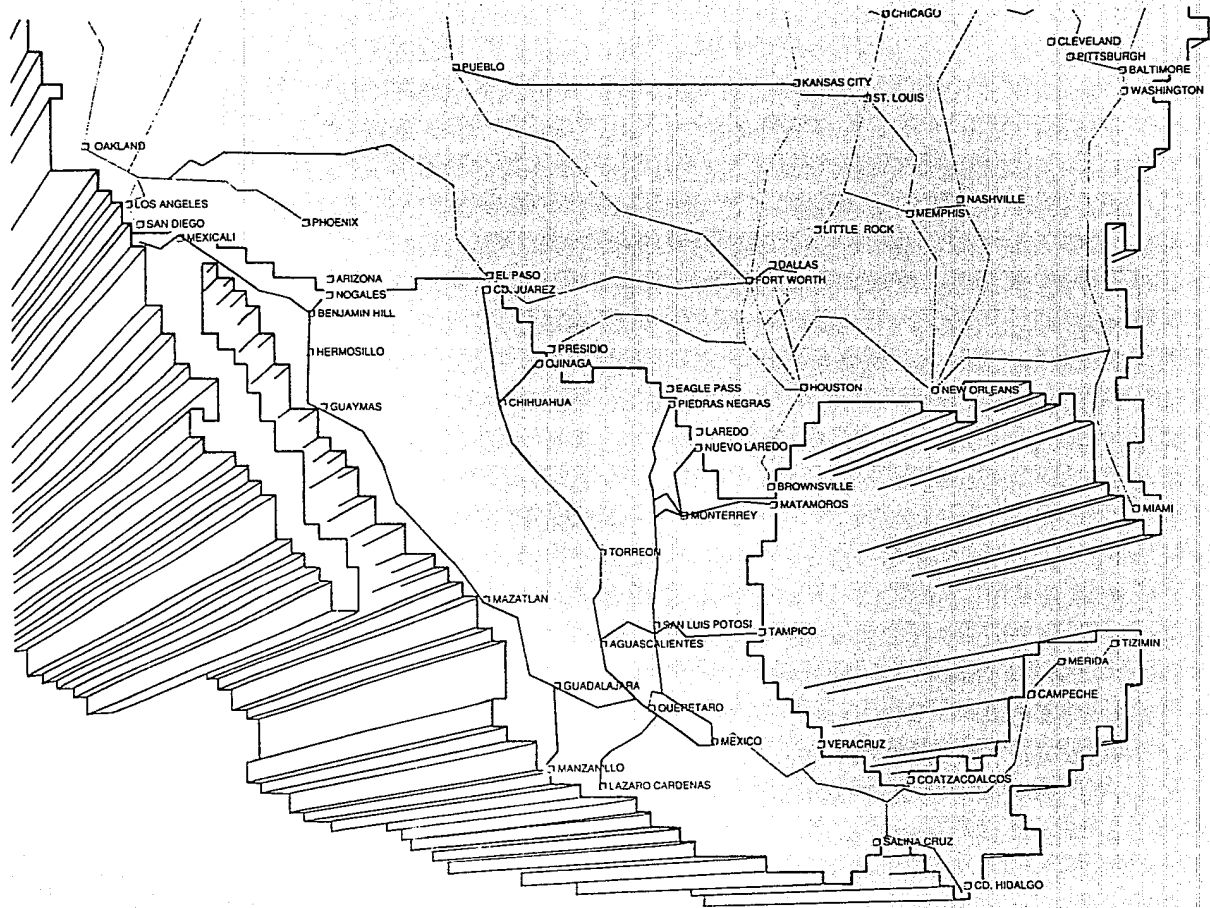 CHICAGO
CLEVELAND
PITTSBURGH
PUEBLO
BALTIMORE
KANSAS CITY
WASHINGTON
ST. LOUIS
OAKLAND
LOS ANGELES
NASHVILLE
MEMPHIS
SAN DIEGO
PHOENIX
LITTLE ROCK
MEXICALI
DALLAS
ARIZONA
EL PASO
FORT WORTH
CD. JUAREZ
NOGALES
BENJAMIN HILL
HERMOSILLO
PRESIDIO
OJINAGA
EAGLE PASS
HOUSTON
NEW ORLEANS
CHIHUAHUA
PIEDRAS NEGRAS
GUAYMAS
LAREDO
NUEVO LAREDO
BROWNSVILLE
MATAMOROS
MIAMI
MONTERREY
TORREON
MAZATLAN
SAN LUIS POTOSI
TAMPICO
AGUASCALIENTES
TIZIMIN
MERIDA
GUADALAJARA
CAMPECHE
QUERETARO
MEXICO
VERACRUZ
MANZANILLO
COATZACOALCOS
LAZARO CARDENAS
SALINA CRUZ
CD. HIDALGO